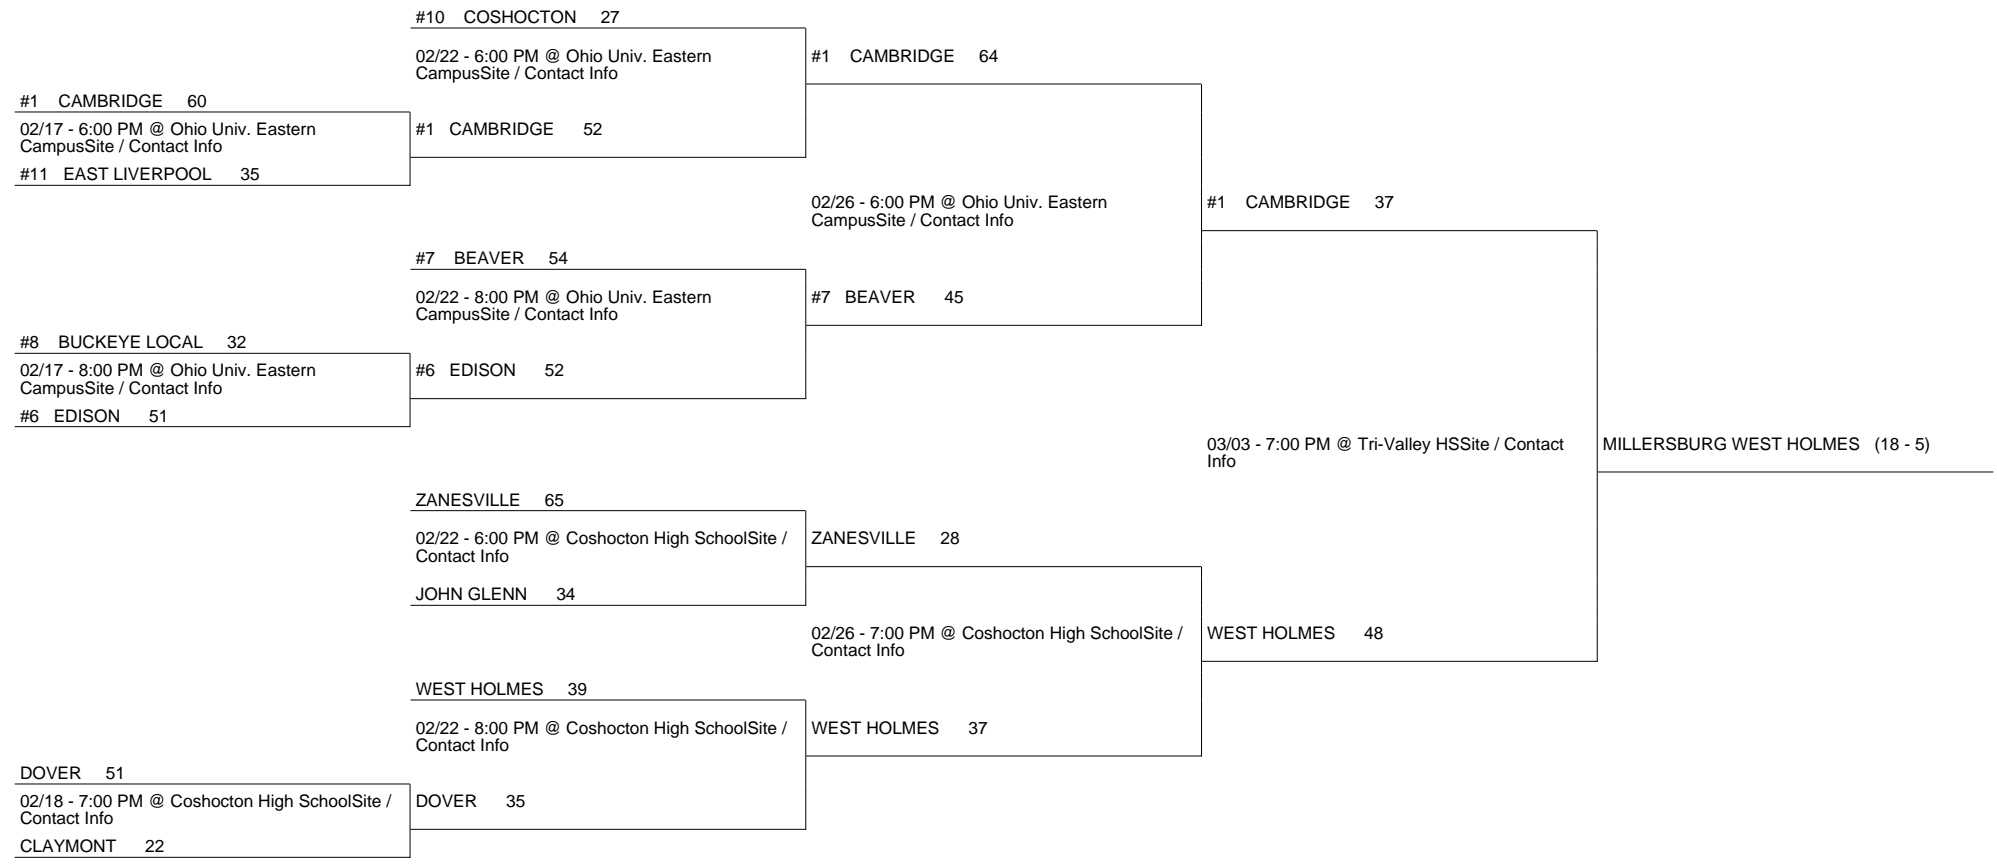 #10 COSHOCTON 27
02/22 - 6:00 PM @ Ohio Univ. Eastern
CampusSite / Contact Info
#1 CAMBRIDGE 64
#1 CAMBRIDGE 60
02/17 - 6:00 PM @ Ohio Univ. Eastern
CampusSite / Contact Info
#1 CAMBRIDGE 52
#11 EAST LIVERPOOL 35
02/26 - 6:00 PM @ Ohio Univ. Eastern
CampusSite / Contact Info
#1 CAMBRIDGE 37
#7 BEAVER 54
02/22 - 8:00 PM @ Ohio Univ. Eastern
CampusSite / Contact Info
#7 BEAVER 45
#8 BUCKEYE LOCAL 32
02/17 - 8:00 PM @ Ohio Univ. Eastern
CampusSite / Contact Info
#6 EDISON 52
#6 EDISON 51
03/03 - 7:00 PM @ Tri-Valley HSSite / Contact
Info
MILLERSBURG WEST HOLMES (18 - 5)
ZANESVILLE 65
02/22 - 6:00 PM @ Coshocton High SchoolSite /
Contact Info
ZANESVILLE 28
JOHN GLENN 34
02/26 - 7:00 PM @ Coshocton High SchoolSite /
Contact Info
WEST HOLMES 48
WEST HOLMES 39
02/22 - 8:00 PM @ Coshocton High SchoolSite /
Contact Info
WEST HOLMES 37
DOVER 51
02/18 - 7:00 PM @ Coshocton High SchoolSite /
Contact Info
DOVER 35
CLAYMONT 22